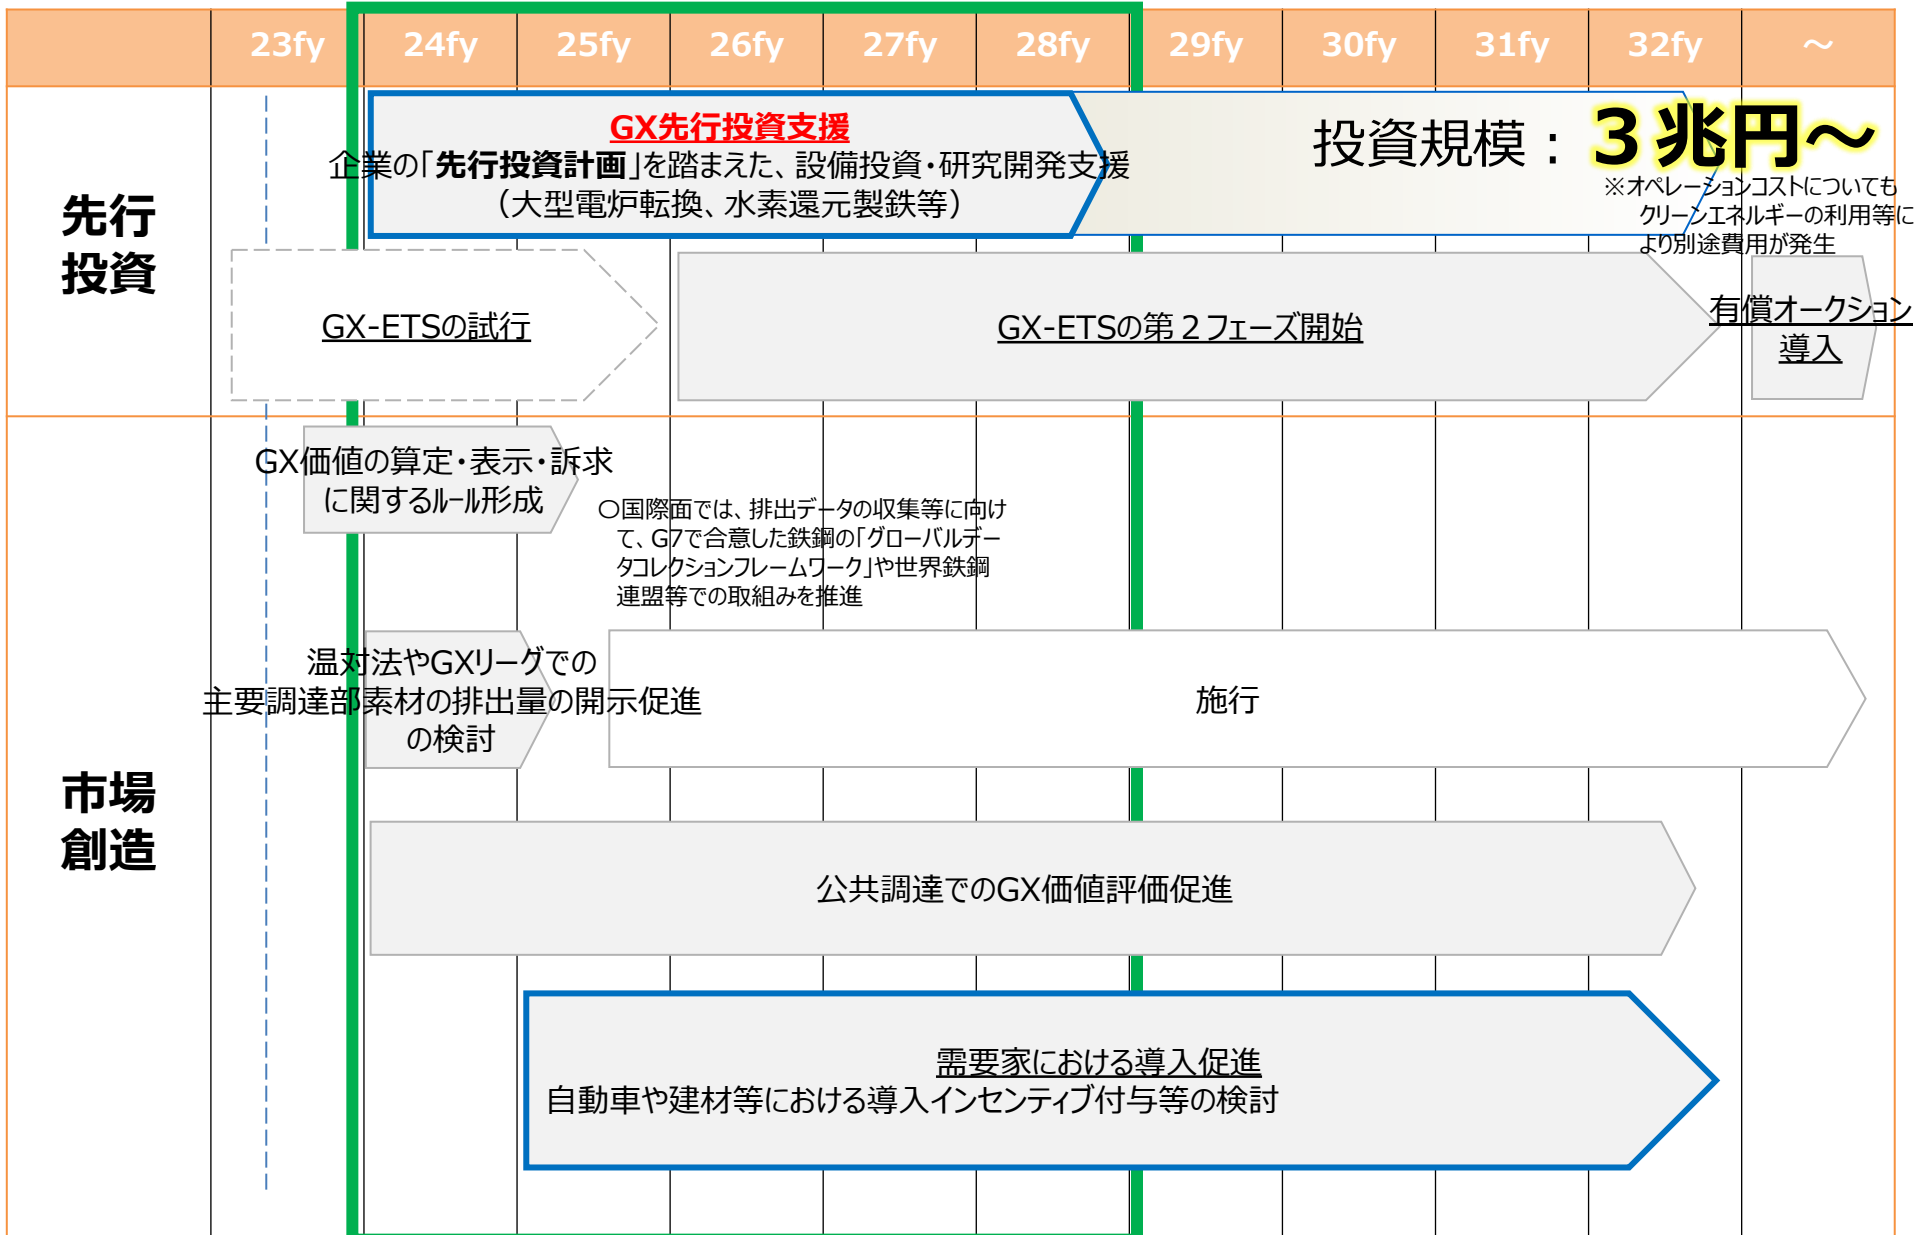 23fy 24fy 25fy 26fy 27fy 28fy 29fy 30fy 31fy 32fy ～
先行
投資
GX先行投資支援
企業の「先行投資計画」を踏まえた、設備投資・研究開発支援
（大型電炉転換、水素還元製鉄等）
投資規模：３兆円～
※オペレーションコストについても
クリーンエネルギーの利用等に
より別途費用が発生
GX-ETSの試行
GX-ETSの第２フェーズ開始
有償オークション
導入
市場
創造
GX価値の算定・表示・訴求
に関するルール形成
〇国際面では、排出データの収集等に向け
て、G7で合意した鉄鋼の「グローバルデー
タコレクションフレームワーク」や世界鉄鋼
連盟等での取組みを推進
温対法やGXリーグでの
主要調達部素材の排出量の開示促進
の検討
施行
公共調達でのGX価値評価促進
需要家における導入促進
自動車や建材等における導入インセンティブ付与等の検討